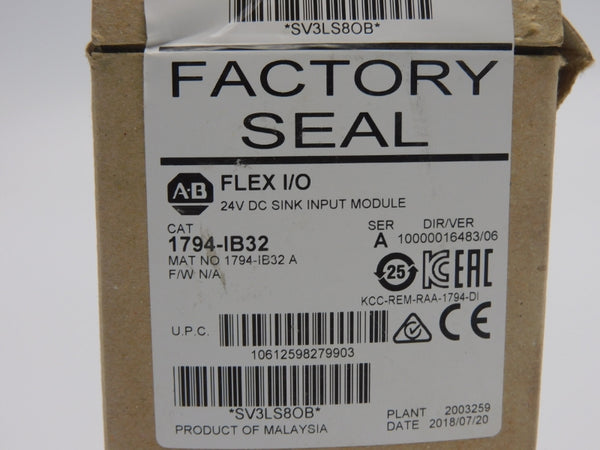 *SV3LS8OB*
FACTORY
SEAL
A·B
FLEX I/O
24V DC SINK INPUT MODULE
CAT
1794-IB32
MAT NO 1794-IB32 A
F/W N/A
SER
A
DIR/VER
10000016483/06
25
EAC
KCC-REM-RAA-1794-DI
U.P.C.
10612598279903
CE
*SV3LS8OB*
PRODUCT OF MALAYSIA
PLANT 2003259
DATE 2018/07/20